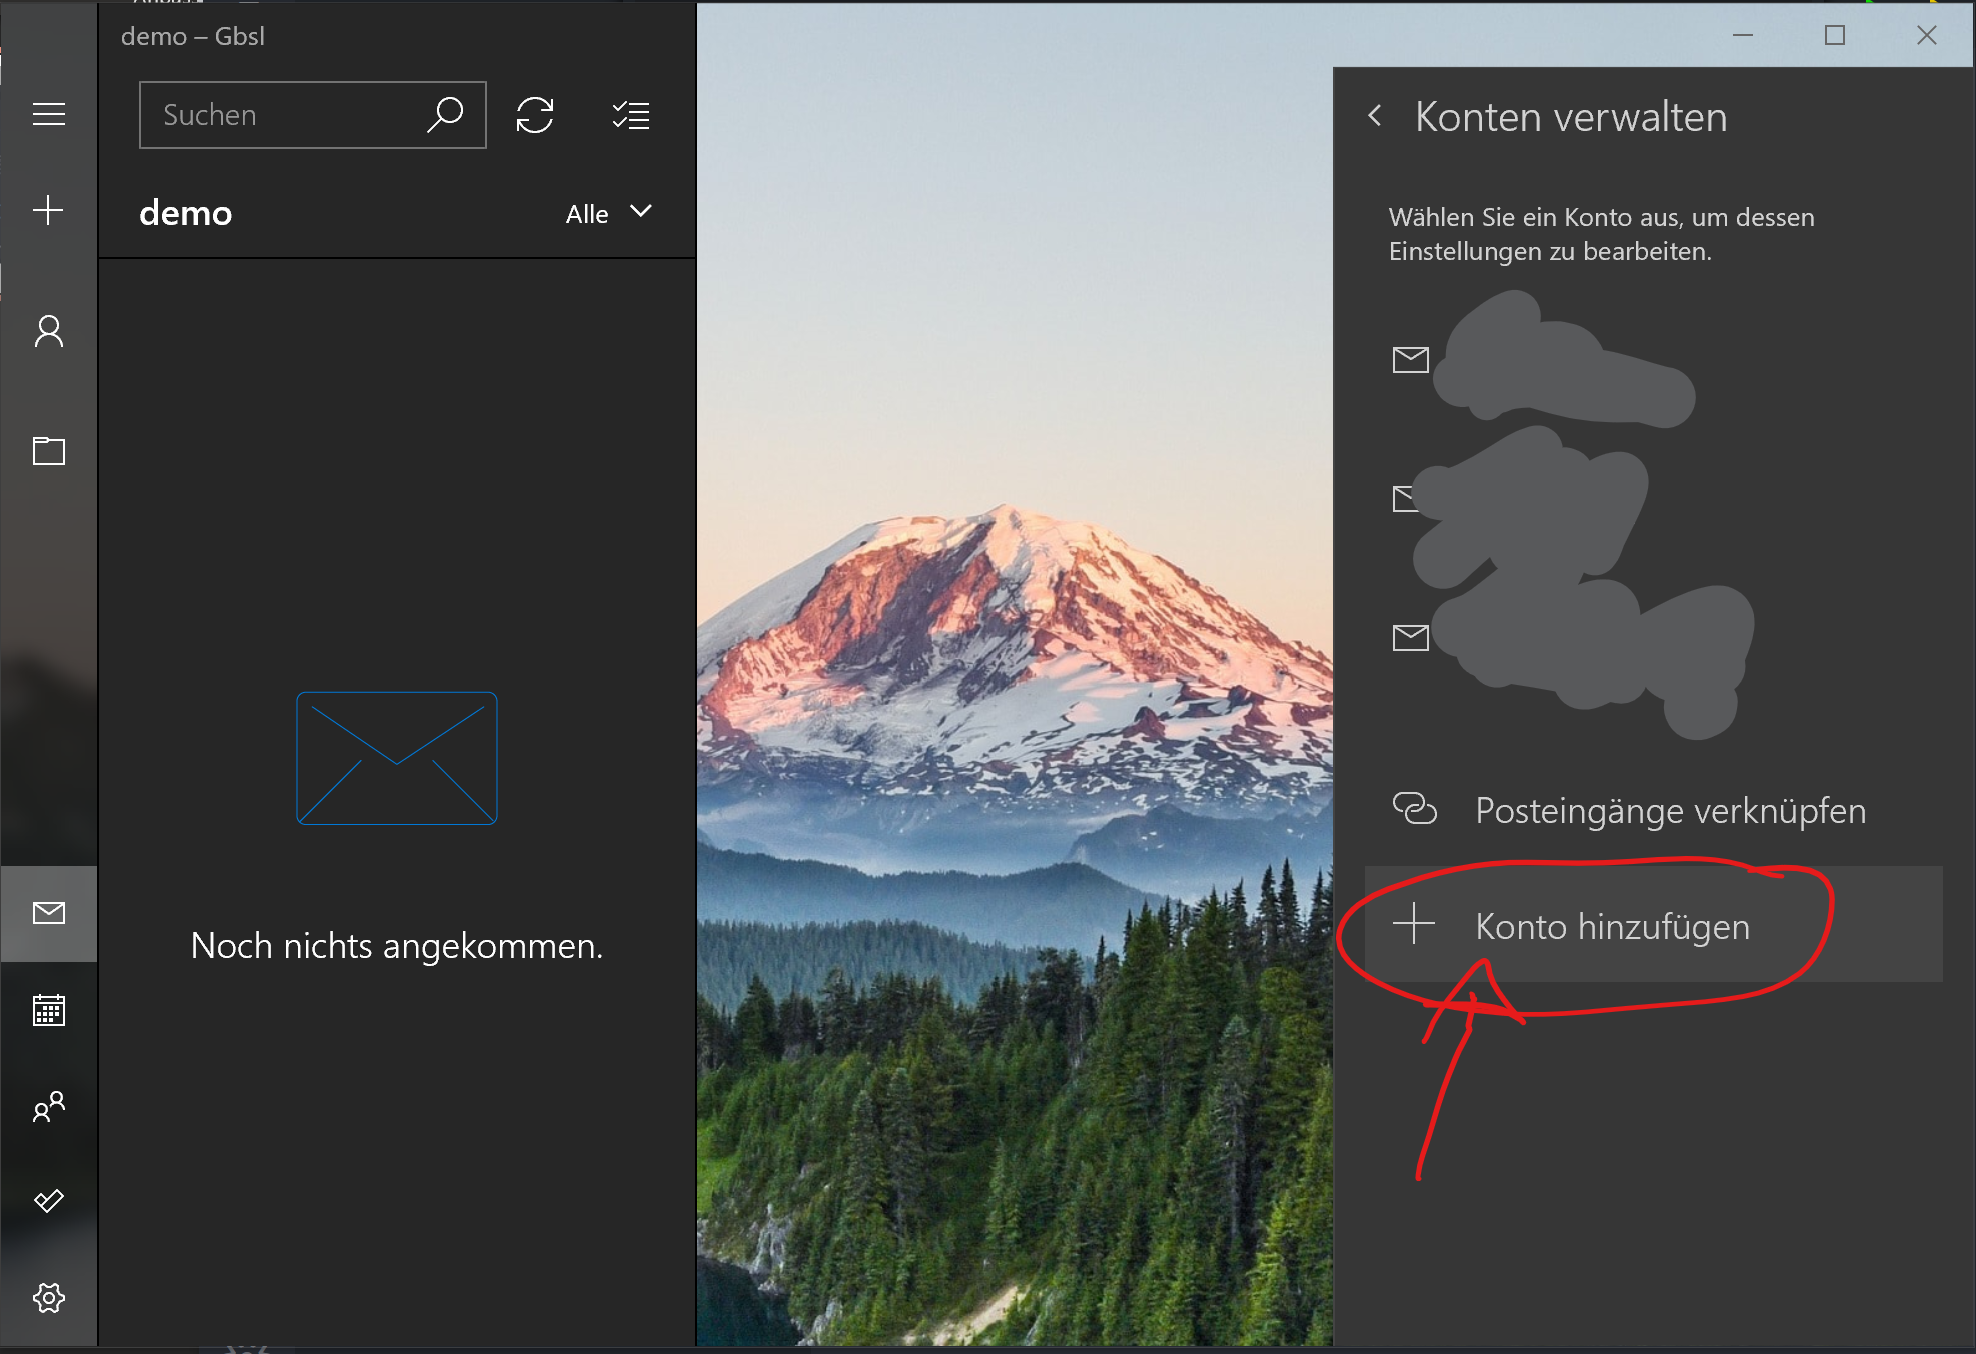 demo – Gbsl
Suchen
demo
Alle
Noch nichts angekommen.
Konten verwalten
Wählen Sie ein Konto aus, um dessen
Einstellungen zu bearbeiten.
Posteingänge verknüpfen
Konto hinzufügen